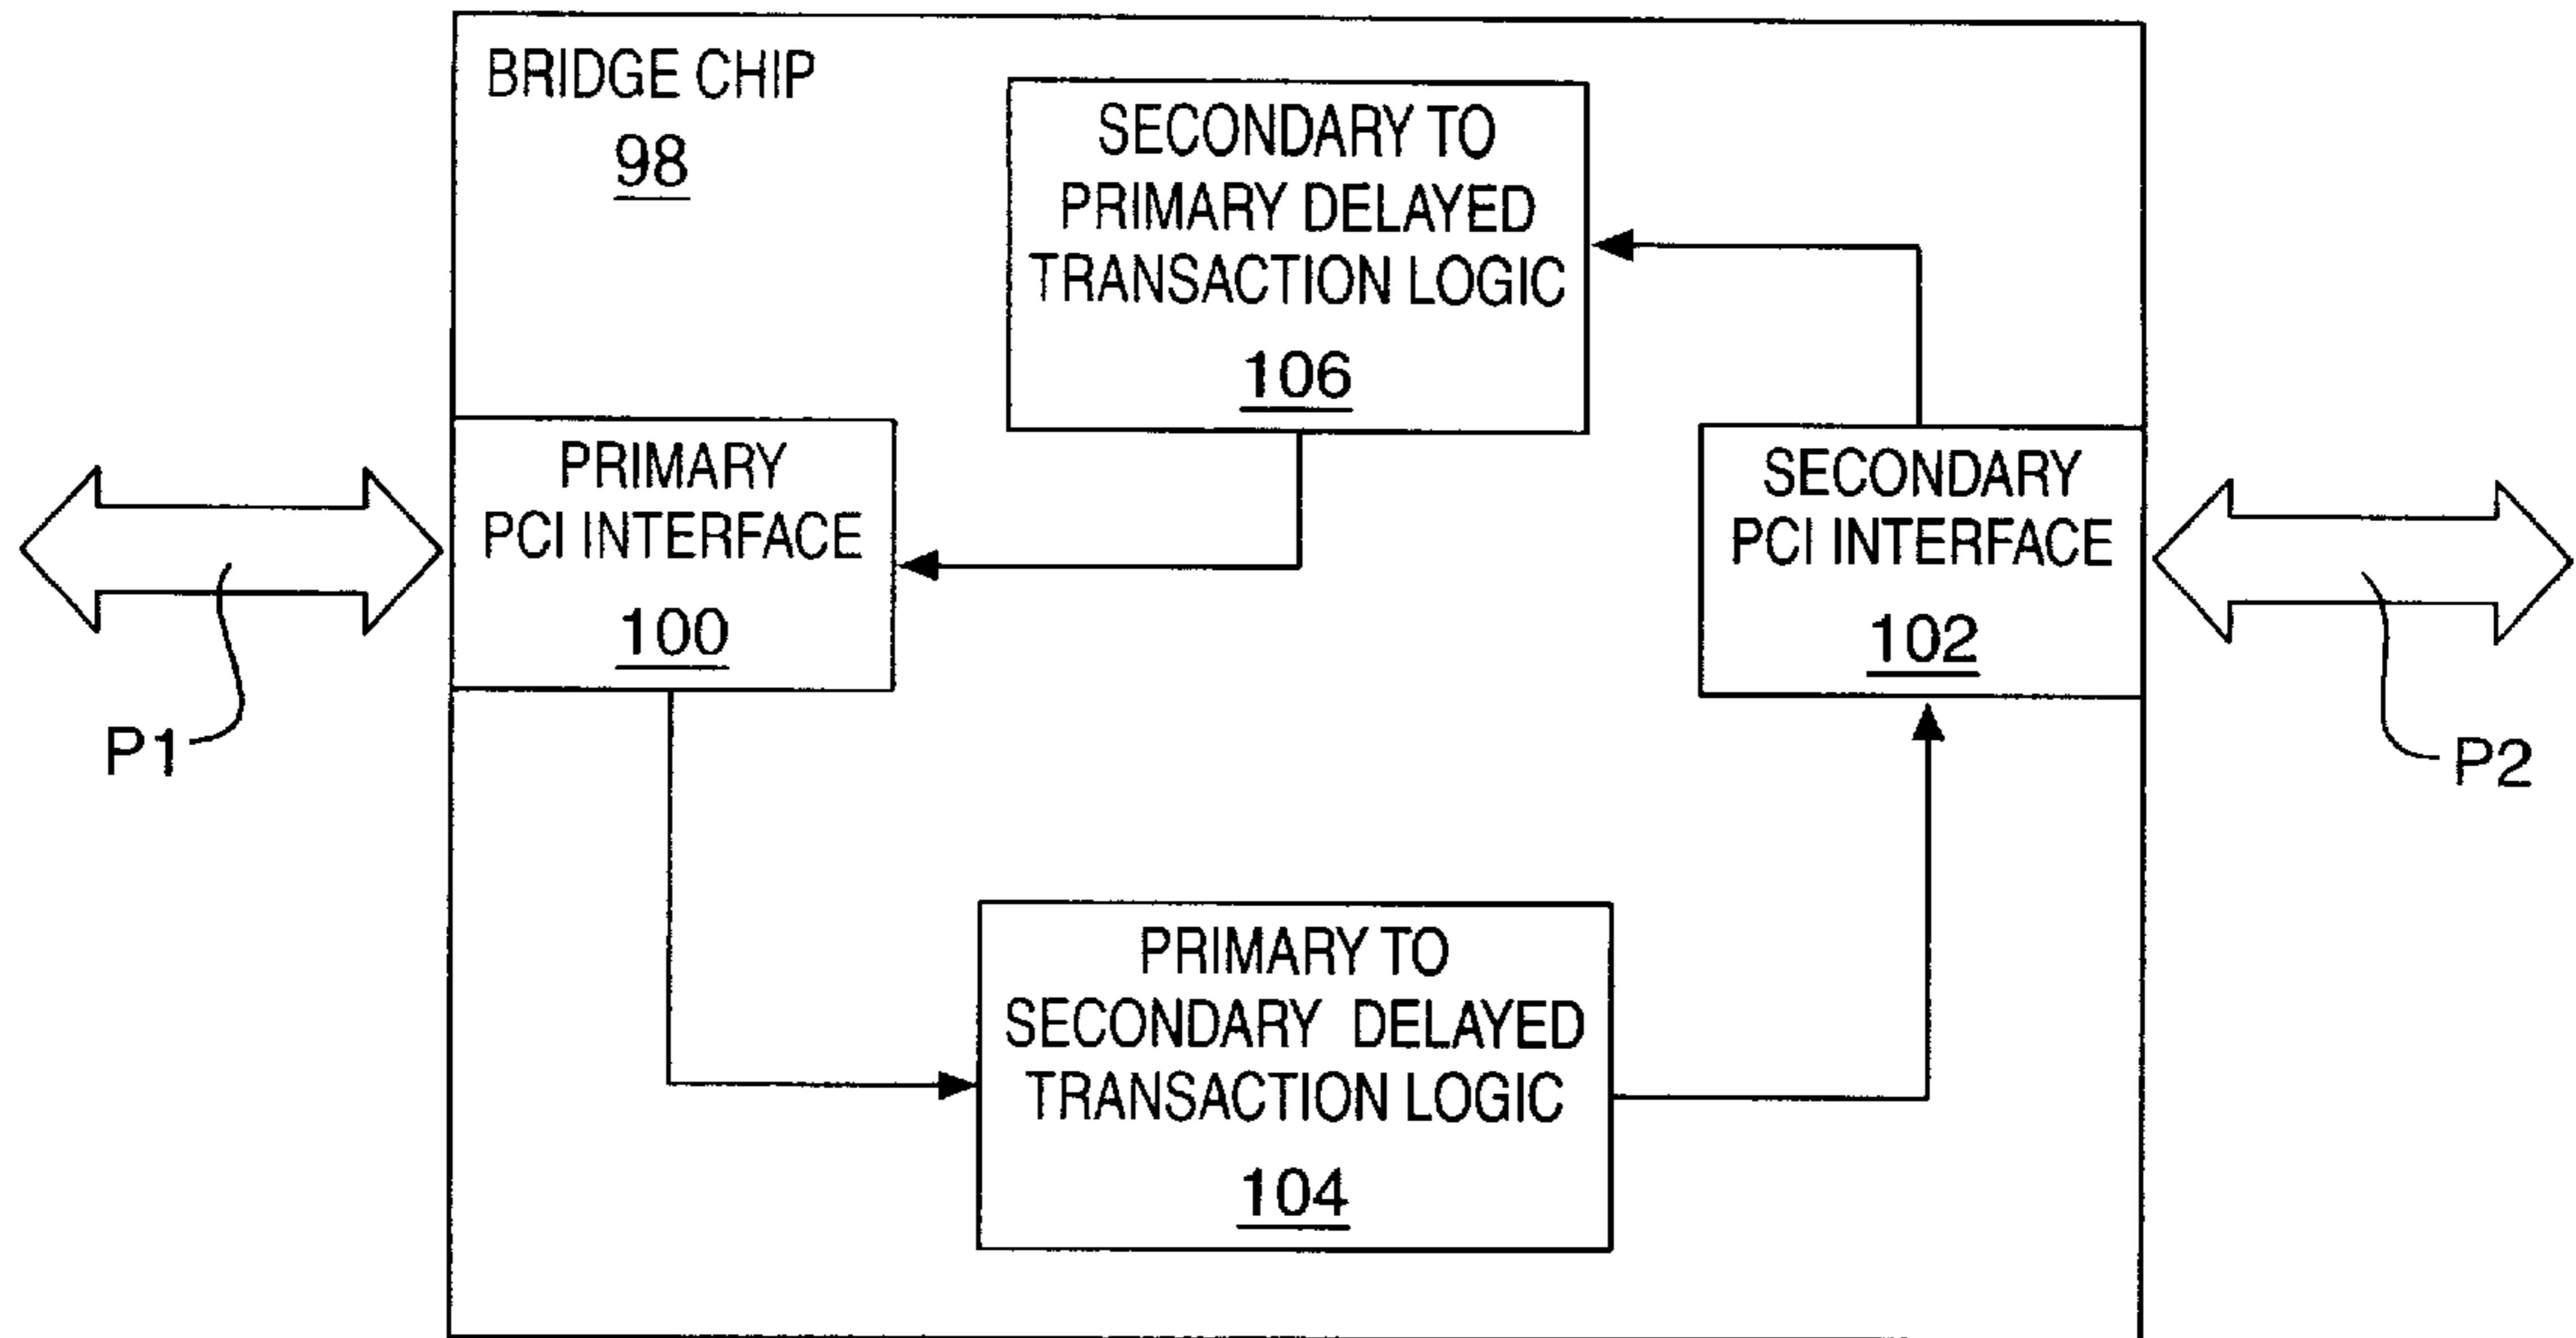 BRIDGE CHIP
98
SECONDARY TO
PRIMARY DELAYED
TRANSACTION LOGIC
106
PRIMARY
PCI INTERFACE
100
SECONDARY
PCI INTERFACE
102
P1
P2
PRIMARY TO
SECONDARY DELAYED
TRANSACTION LOGIC
104